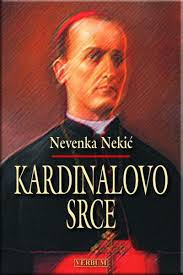 Nevenka Nekić
KARDINALOVO
SRCE
VERBUM